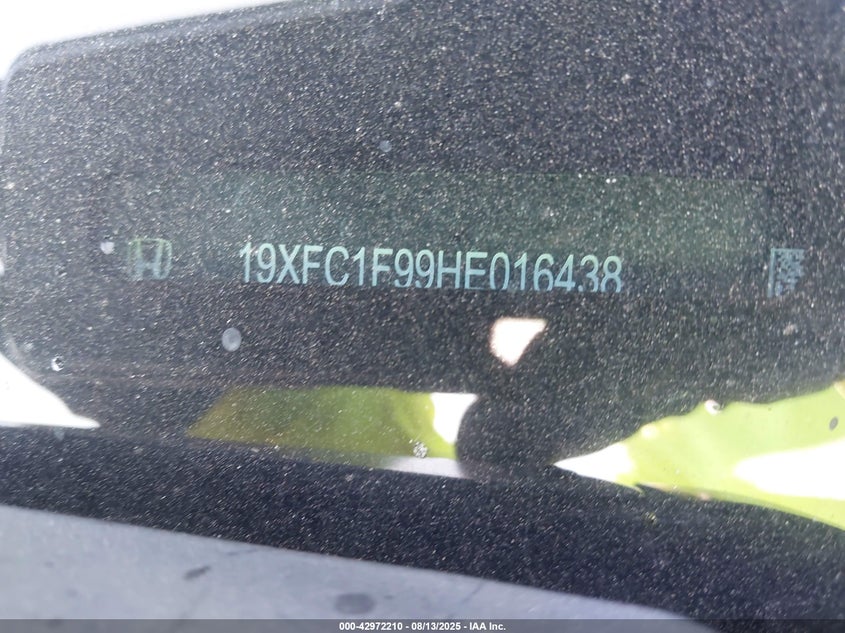 19XFC1F99HE016438
000-42972210 - 08/13/2025 - IAA Inc.